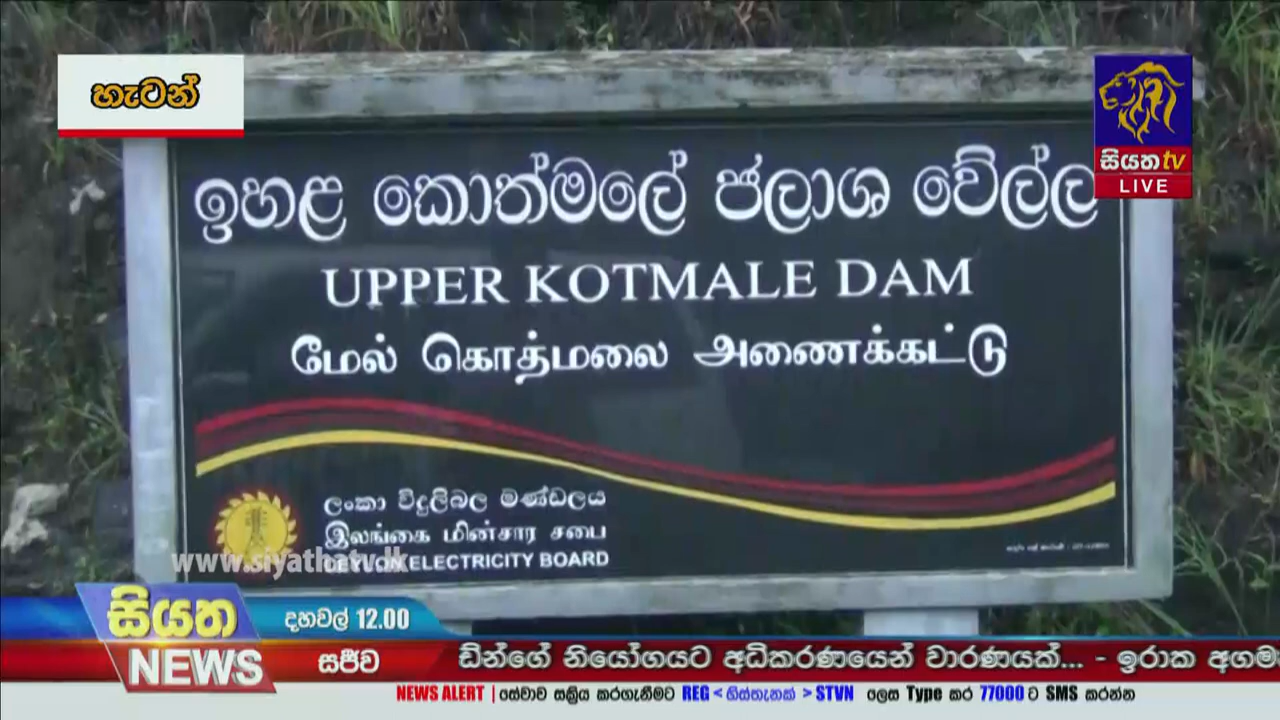 හැටන්
සියත tv
LIVE
ඉහළ කොත්මලේ ජලාශ වේල්ල
UPPER KOTMALE DAM
மேல் கொத்மலை அணைக்கட்டு
ලංකා විදුලිබල මණ්ඩලය
இலங்கை மின்சார சபை
CEYLON ELECTRICITY BOARD
www.siyathatv.lk
සියත NEWS
දහවල් 12.00
සජීව
ඩින්ගේ නියෝගයට අධිකරණයෙන් වාරණයක්... - ඉරාක අගම
NEWS ALERT | සේවාව සක්‍රිය කරගැනීමට REG < හිස්තැනක් > STVN ලෙස Type කර 77000 ට SMS කරන්න